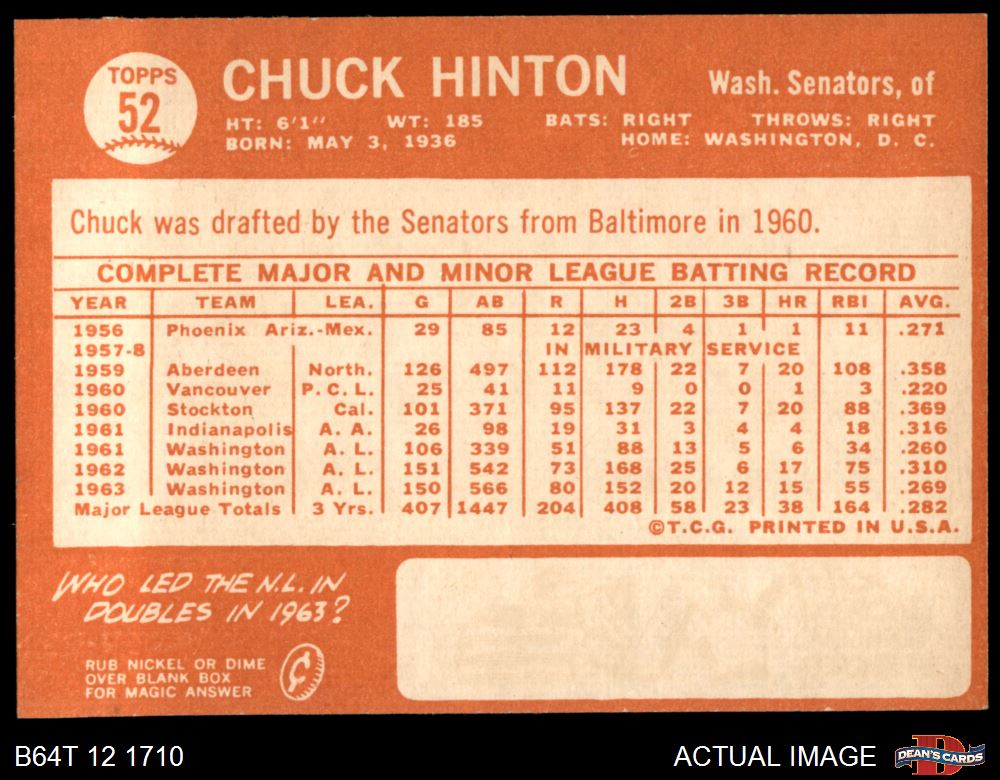 TOPPS
52
CHUCK HINTON
Wash. Senators, of
HT: 6'1" WT: 185 BATS: RIGHT THROWS: RIGHT
BORN: MAY 3, 1936 HOME: WASHINGTON, D. C.
Chuck was drafted by the Senators from Baltimore in 1960.
COMPLETE MAJOR AND MINOR LEAGUE BATTING RECORD
YEAR TEAM LEA. G AB R H 2B 3B HR RBI AVG.
1956 Phoenix Ariz.-Mex. 29 85 12 23 4 1 1 11 .271
1957-8 IN MILITARY SERVICE
1959 Aberdeen North. 126 497 112 178 22 7 20 108 .358
1960 Vancouver P.C.L. 25 41 11 9 0 0 1 3 .220
1960 Stockton Cal. 101 371 95 137 22 7 20 88 .369
1961 Indianapolis A. A. 26 98 19 31 3 4 4 18 .316
1961 Washington A. L. 106 339 51 88 13 5 6 34 .260
1962 Washington A. L. 151 542 73 168 25 6 17 75 .310
1963 Washington A. L. 150 566 80 152 20 12 15 55 .269
Major League Totals 3 Yrs. 407 1447 204 408 58 23 38 164 .282
©T.C.G. PRINTED IN U.S.A.
WHO LED THE N.L. IN
DOUBLES IN 1963?
RUB NICKEL OR DIME
OVER BLANK BOX
FOR MAGIC ANSWER
B64T 12 1710
ACTUAL IMAGE
DEAN'S CARDS